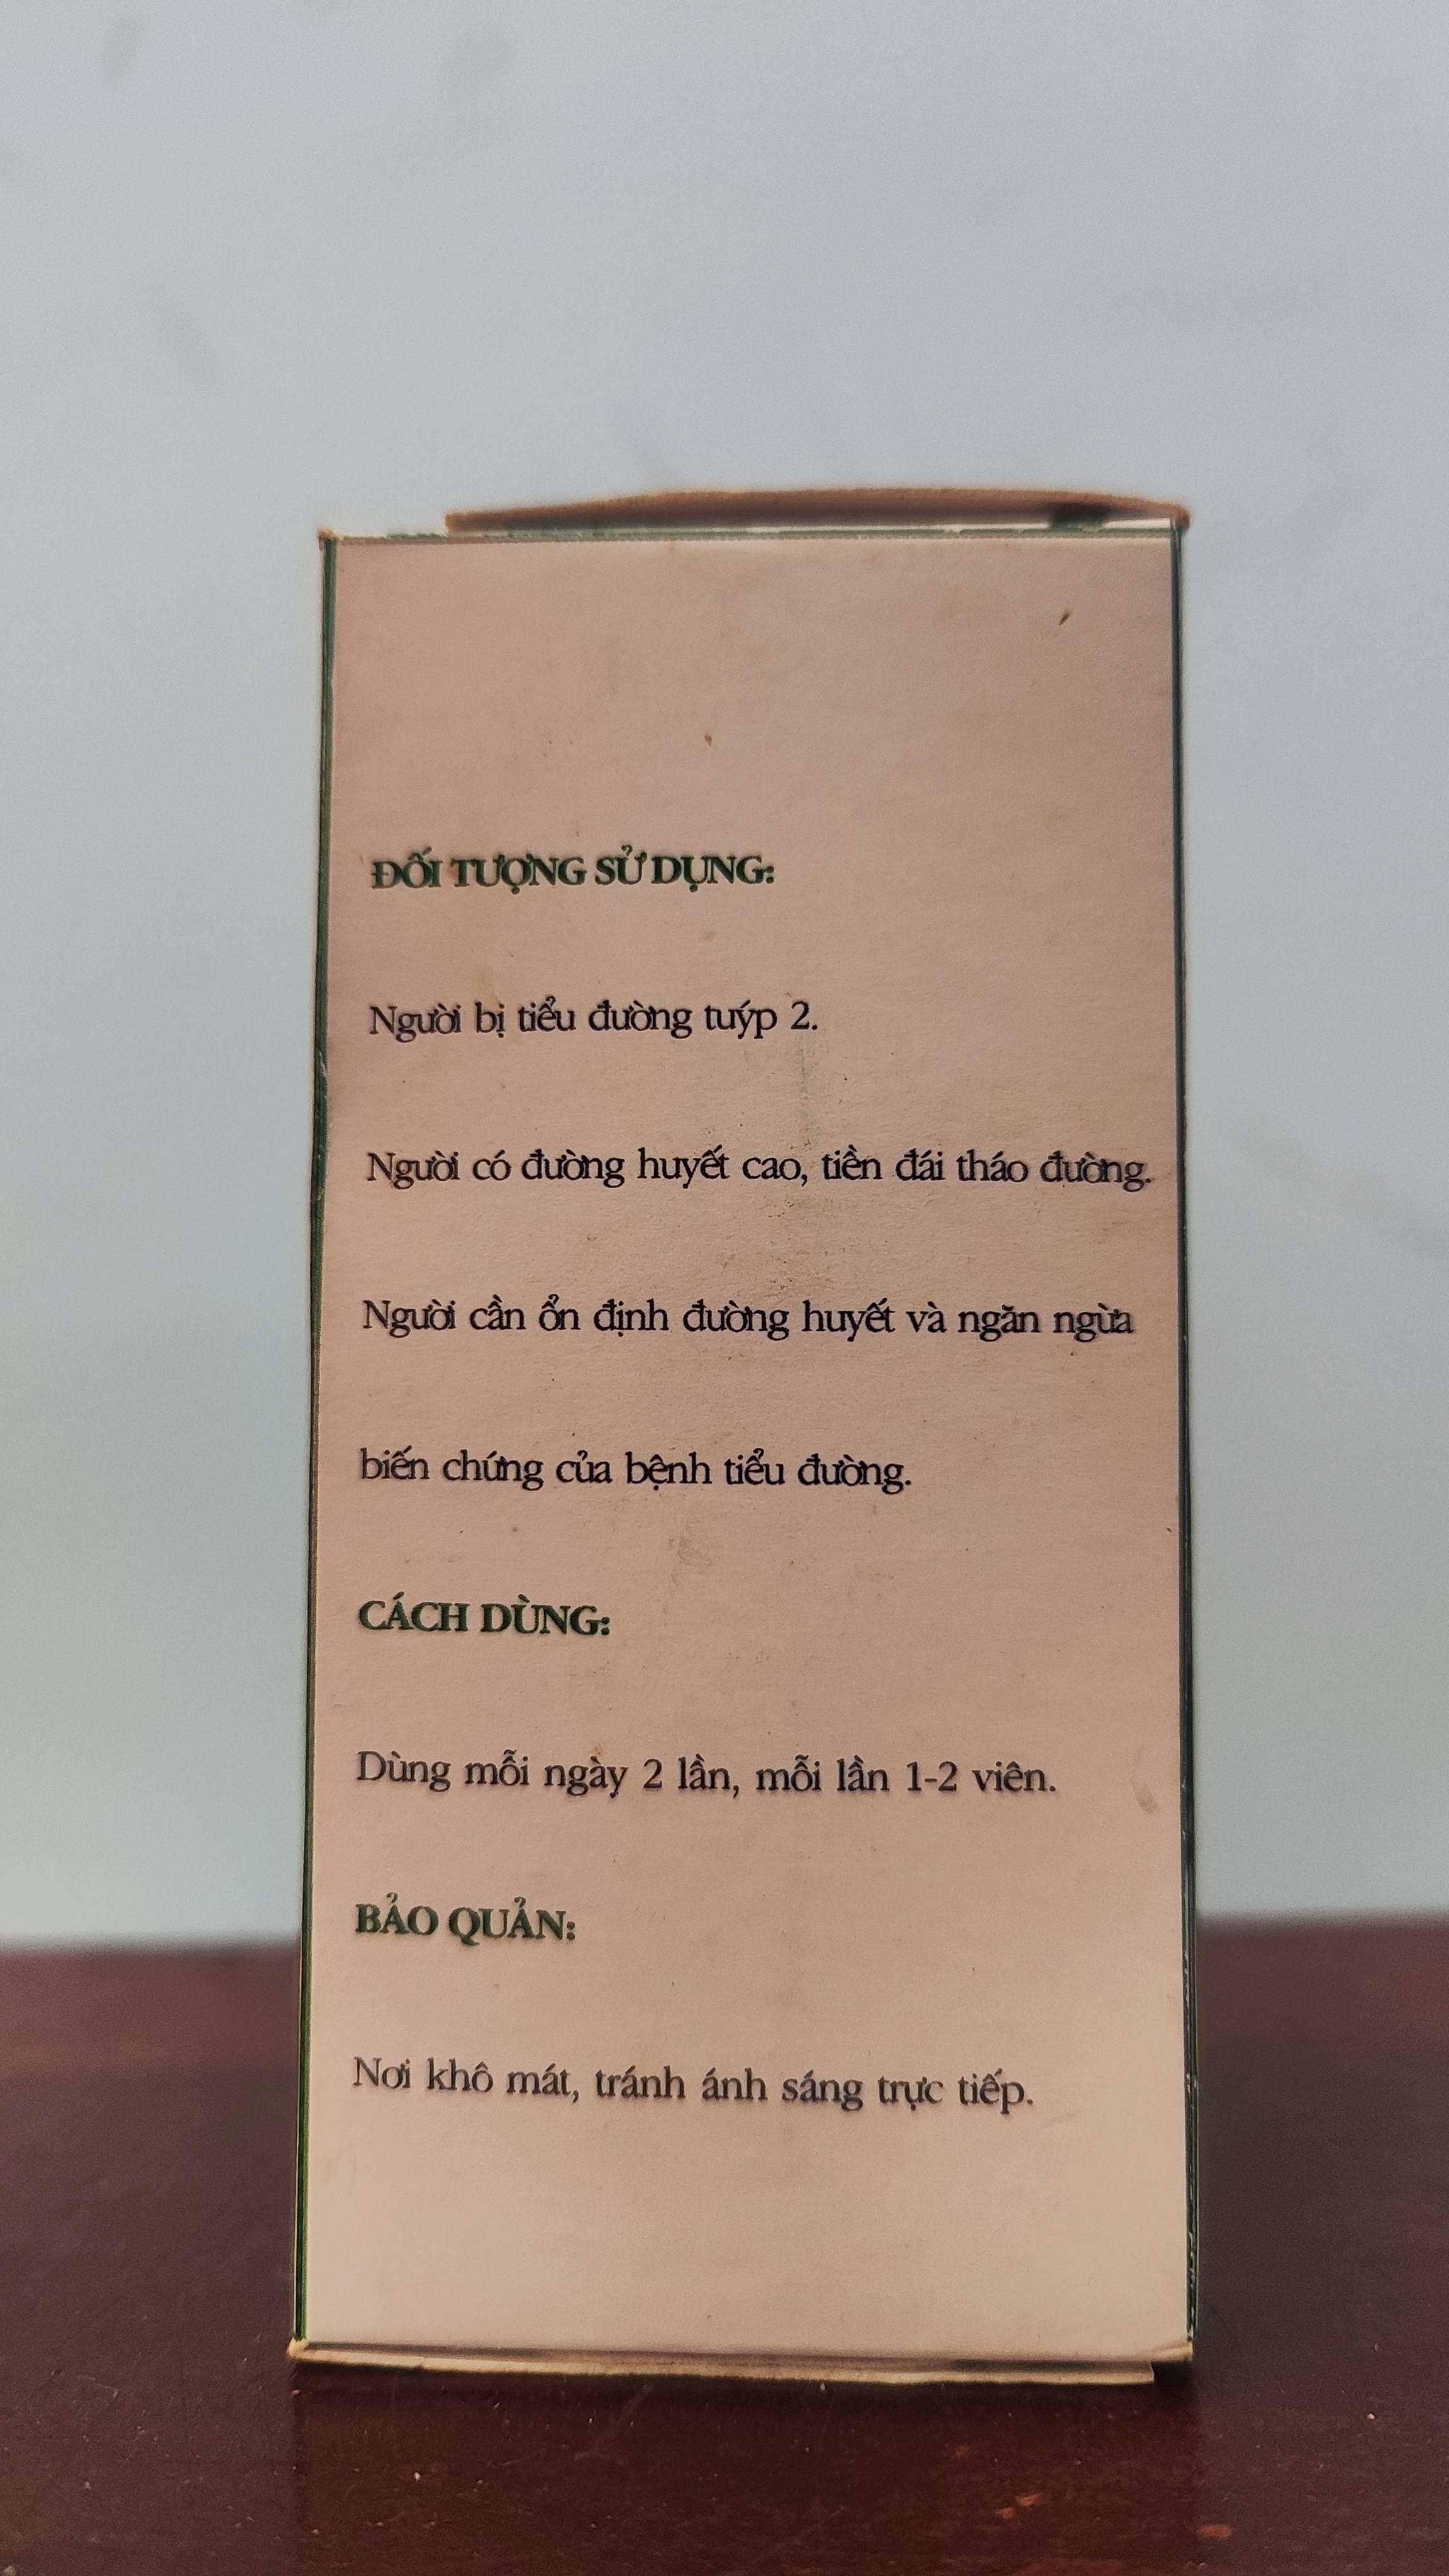 ĐỐI TƯỢNG SỬ DỤNG:
Người bị tiểu đường tuýp 2.
Người có đường huyết cao, tiền đái tháo đường.
Người cần ổn định đường huyết và ngăn ngừa
biến chứng của bệnh tiểu đường.
CÁCH DÙNG:
Dùng mỗi ngày 2 lần, mỗi lần 1-2 viên.
BẢO QUẢN:
Nơi khô mát, tránh ánh sáng trực tiếp.